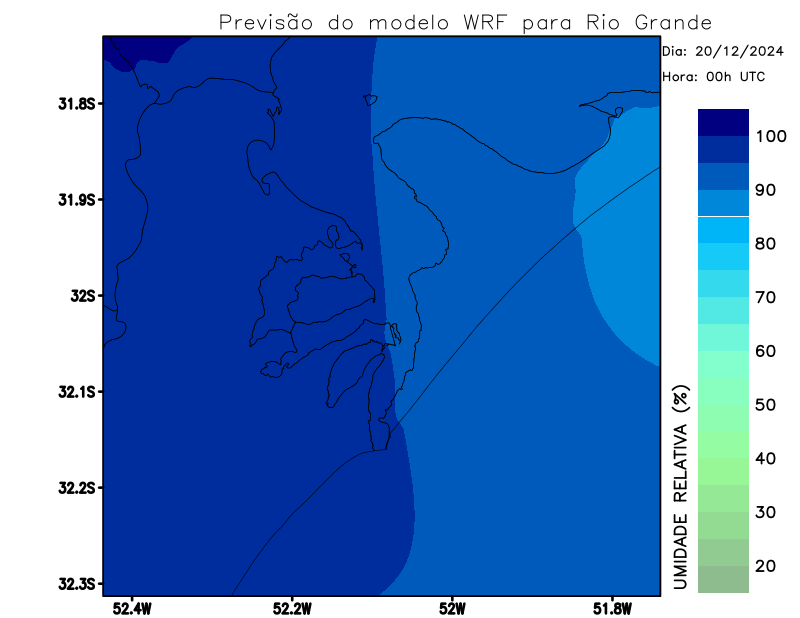 Previsão do modelo WRF para Rio Grande
Dia: 20/12/2024
Hora: 00h UTC
31.8S
31.9S
32S
32.1S
32.2S
32.3S
52.4W
52.2W
52W
51.8W
UMIDADE RELATIVA (%)
100
90
80
70
60
50
40
30
20